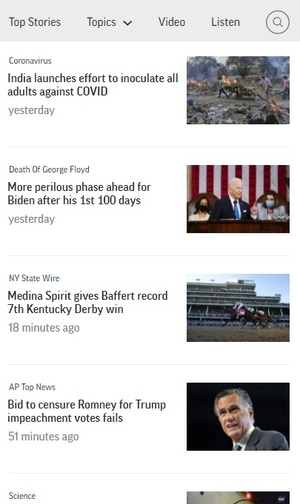 Top Stories Topics Video Listen
Coronavirus
India launches effort to inoculate all
adults against COVID
yesterday
Death Of George Floyd
More perilous phase ahead for
Biden after his 1st 100 days
yesterday
NY State Wire
Medina Spirit gives Baffert record
7th Kentucky Derby win
18 minutes ago
AP Top News
Bid to censure Romney for Trump
impeachment votes fails
51 minutes ago
Science